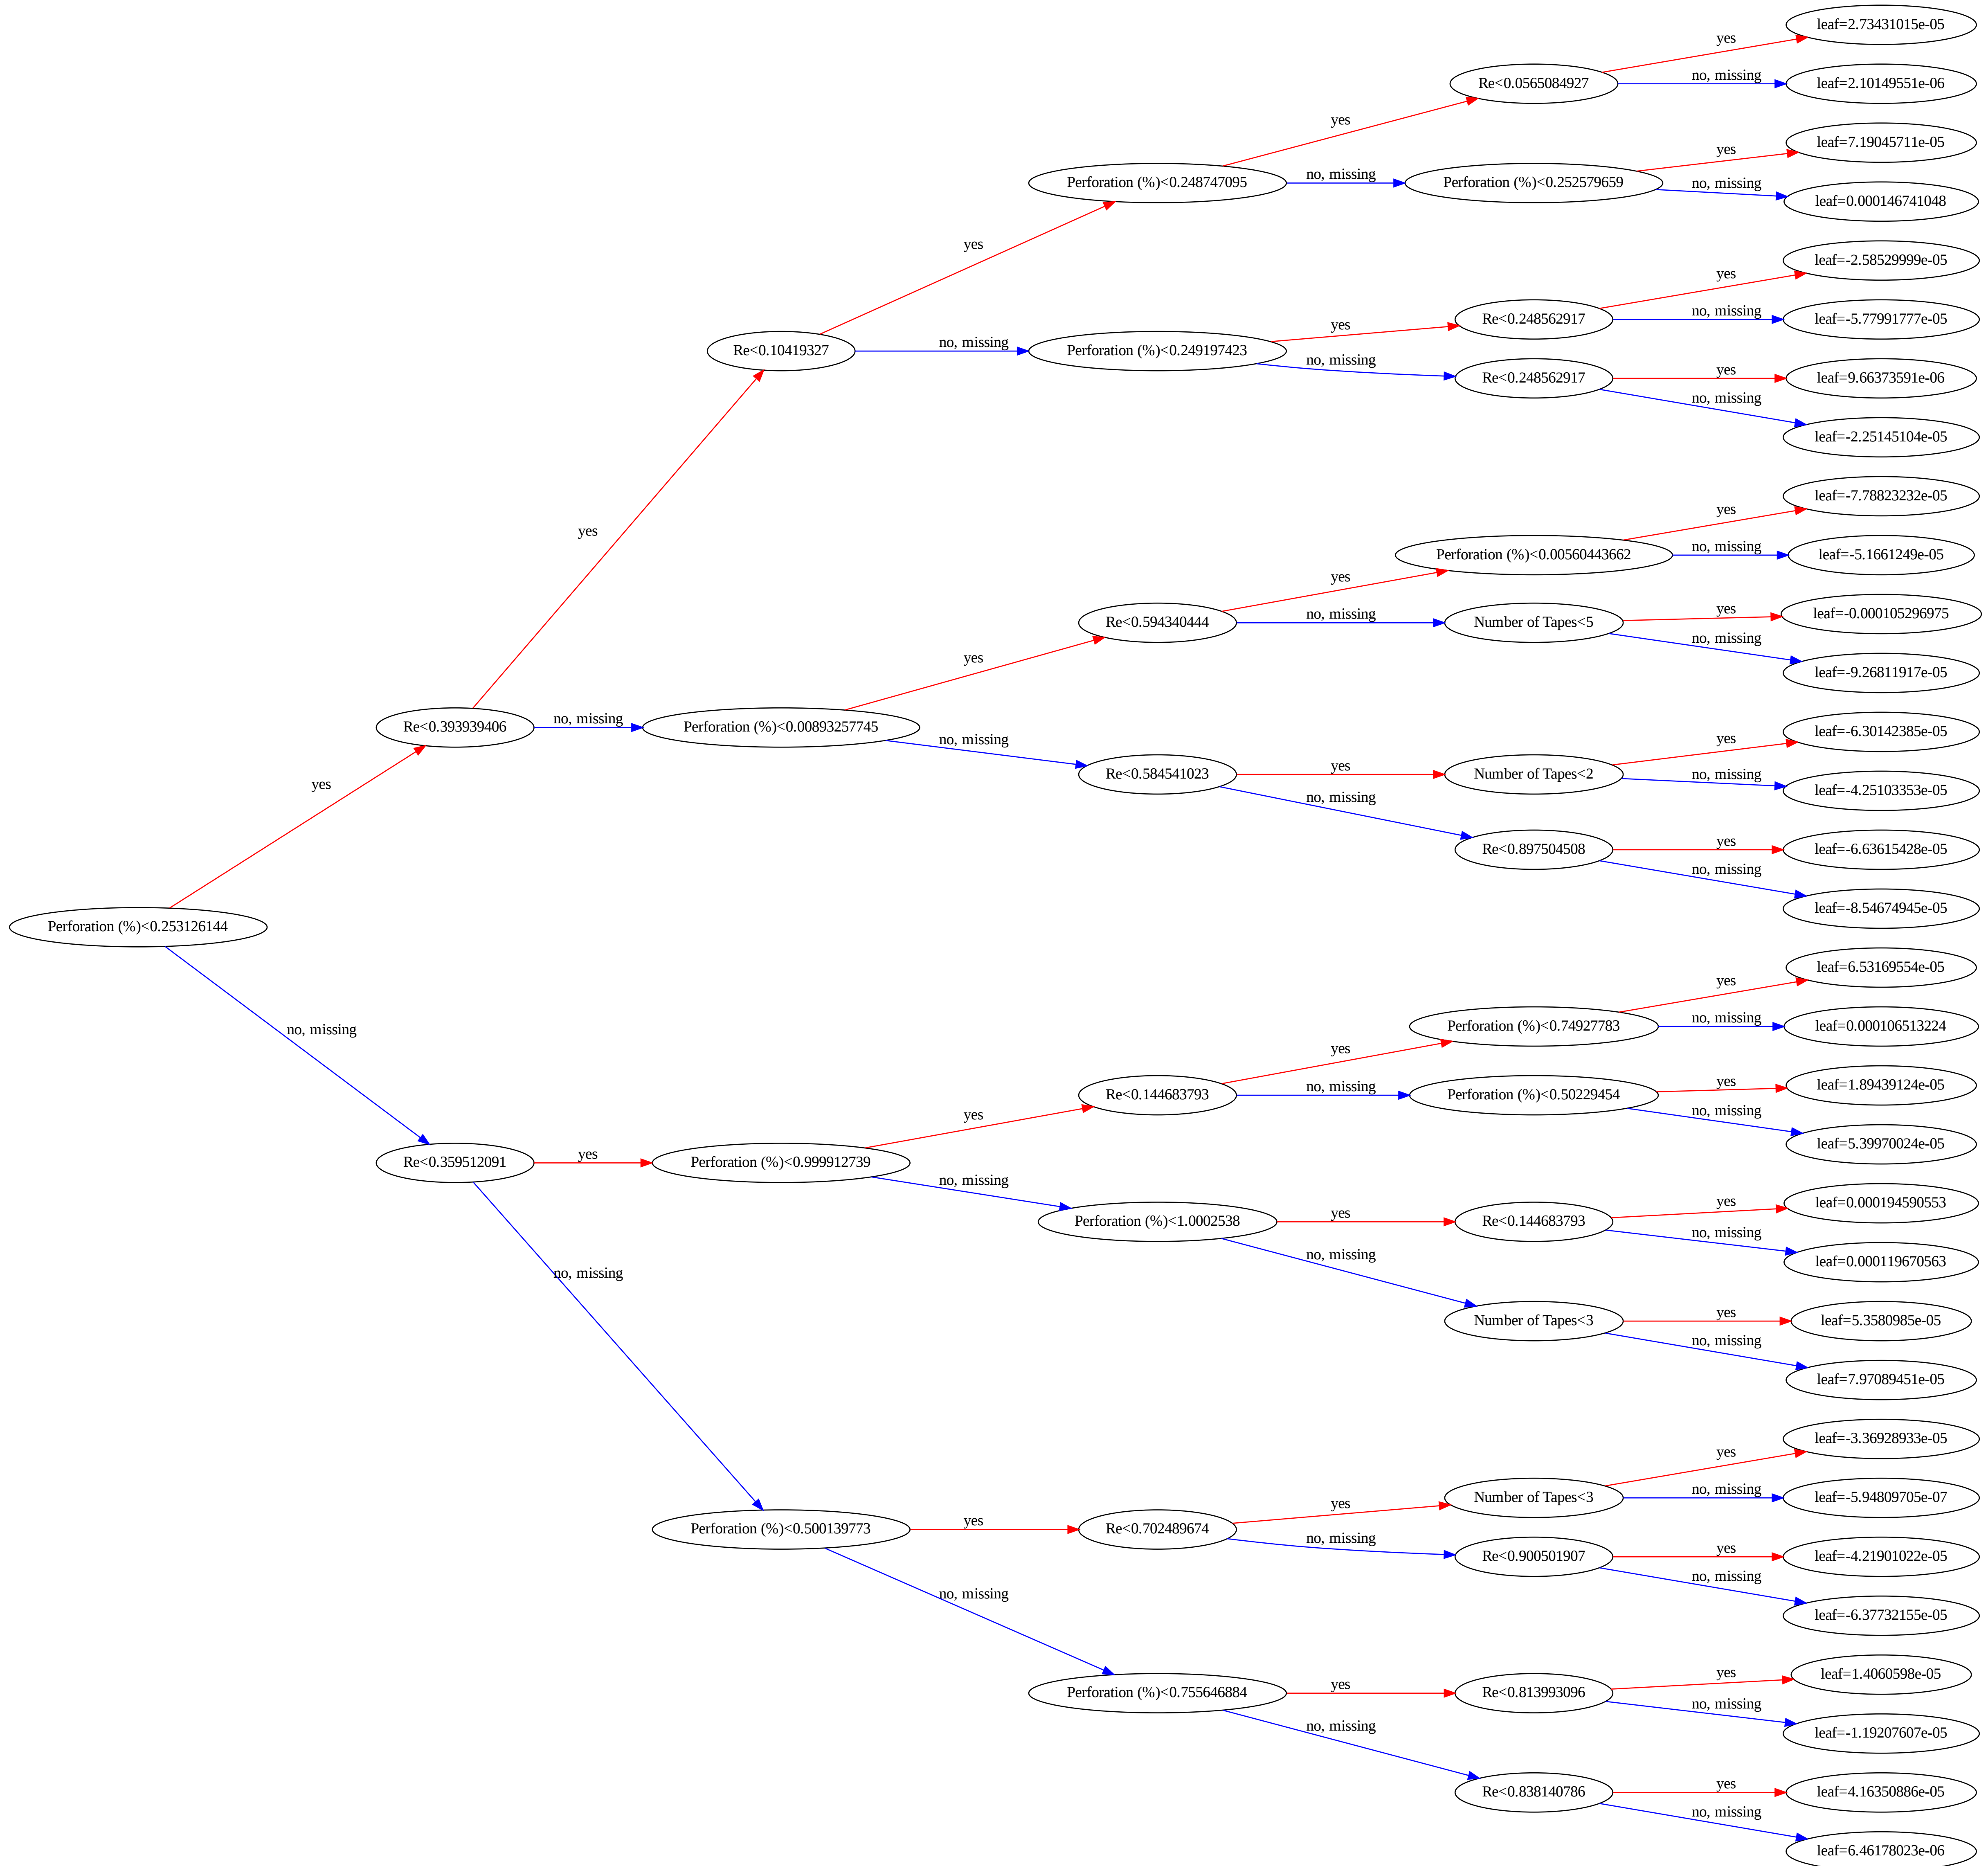 leaf=2.73431015e-05
yes
Re<0.0565084927
no, missing
leaf=2.10149551e-06
yes
leaf=7.19045711e-05
yes
Perforation (%)<0.248747095
no, missing
Perforation (%)<0.252579659
no, missing
leaf=0.000146741048
yes
leaf=-2.58529999e-05
yes
Re<0.248562917
no, missing
leaf=-5.77991777e-05
yes
Re<0.10419327
no, missing
Perforation (%)<0.249197423
no, missing
Re<0.248562917
yes
leaf=9.66373591e-06
no, missing
leaf=-2.25145104e-05
yes
leaf=-7.78823232e-05
yes
Perforation (%)<0.00560443662
no, missing
leaf=-5.1661249e-05
yes
Re<0.594340444
no, missing
Number of Tapes<5
yes
leaf=-0.000105296975
no, missing
leaf=-9.26811917e-05
yes
Re<0.393939406
no, missing
Perforation (%)<0.00893257745
no, missing
leaf=-6.30142385e-05
yes
Re<0.584541023
yes
Number of Tapes<2
no, missing
leaf=-4.25103353e-05
no, missing
yes
Re<0.897504508
yes
leaf=-6.63615428e-05
no, missing
leaf=-8.54674945e-05
Perforation (%)<0.253126144
no, missing
leaf=6.53169554e-05
yes
Perforation (%)<0.74927783
no, missing
leaf=0.000106513224
yes
Re<0.144683793
no, missing
Perforation (%)<0.50229454
yes
leaf=1.89439124e-05
no, missing
leaf=5.39970024e-05
yes
Re<0.359512091
yes
Perforation (%)<0.999912739
no, missing
leaf=0.000194590553
yes
Perforation (%)<1.0002538
yes
Re<0.144683793
no, missing
leaf=0.000119670563
no, missing
no, missing
Number of Tapes<3
yes
leaf=5.3580985e-05
no, missing
leaf=7.97089451e-05
leaf=-3.36928933e-05
yes
Number of Tapes<3
no, missing
leaf=-5.94809705e-07
yes
Perforation (%)<0.500139773
yes
Re<0.702489674
no, missing
Re<0.900501907
yes
leaf=-4.21901022e-05
no, missing
leaf=-6.37732155e-05
no, missing
yes
leaf=1.4060598e-05
Perforation (%)<0.755646884
yes
Re<0.813993096
no, missing
leaf=-1.19207607e-05
no, missing
Re<0.838140786
yes
leaf=4.16350886e-05
no, missing
leaf=6.46178023e-06